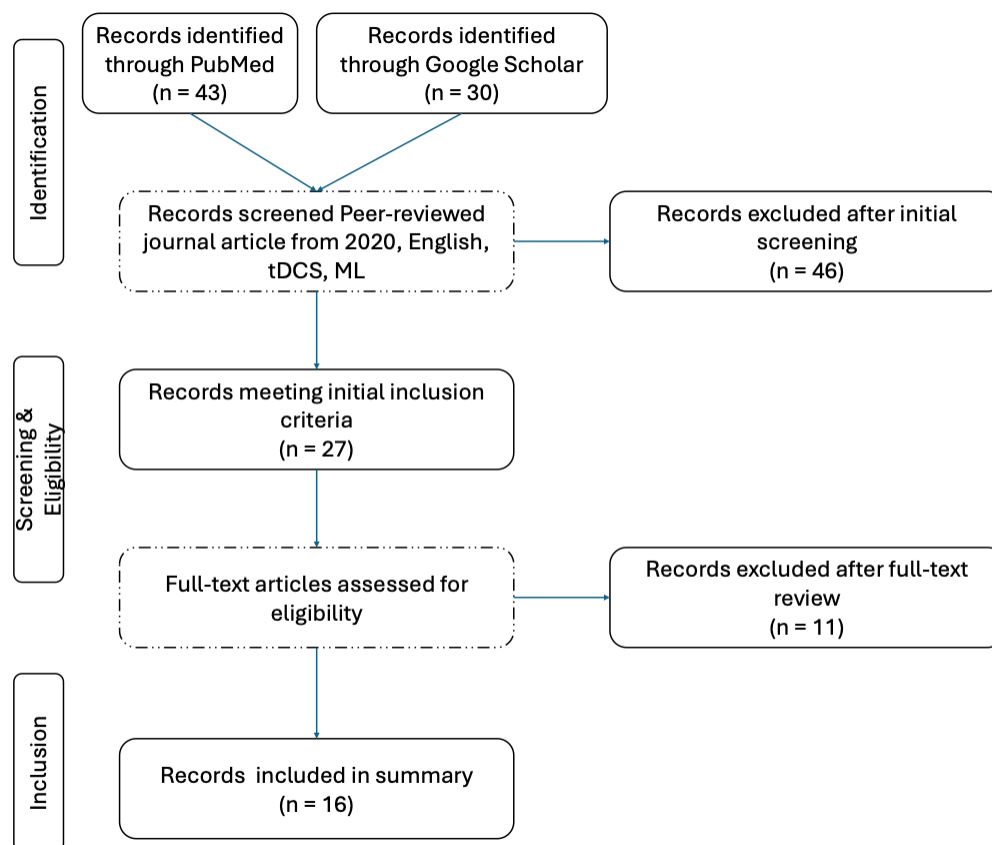 Identification
Records identified
through PubMed
(n = 43)
Records identified
through Google Scholar
(n = 30)
Records screened Peer-reviewed
journal article from 2020, English,
tDCS, ML
Records excluded after initial
screening
(n = 46)
Screening &
Eligibility
Records meeting initial inclusion
criteria
(n = 27)
Full-text articles assessed for
eligibility
Records excluded after full-text
review
(n = 11)
Inclusion
Records included in summary
(n = 16)